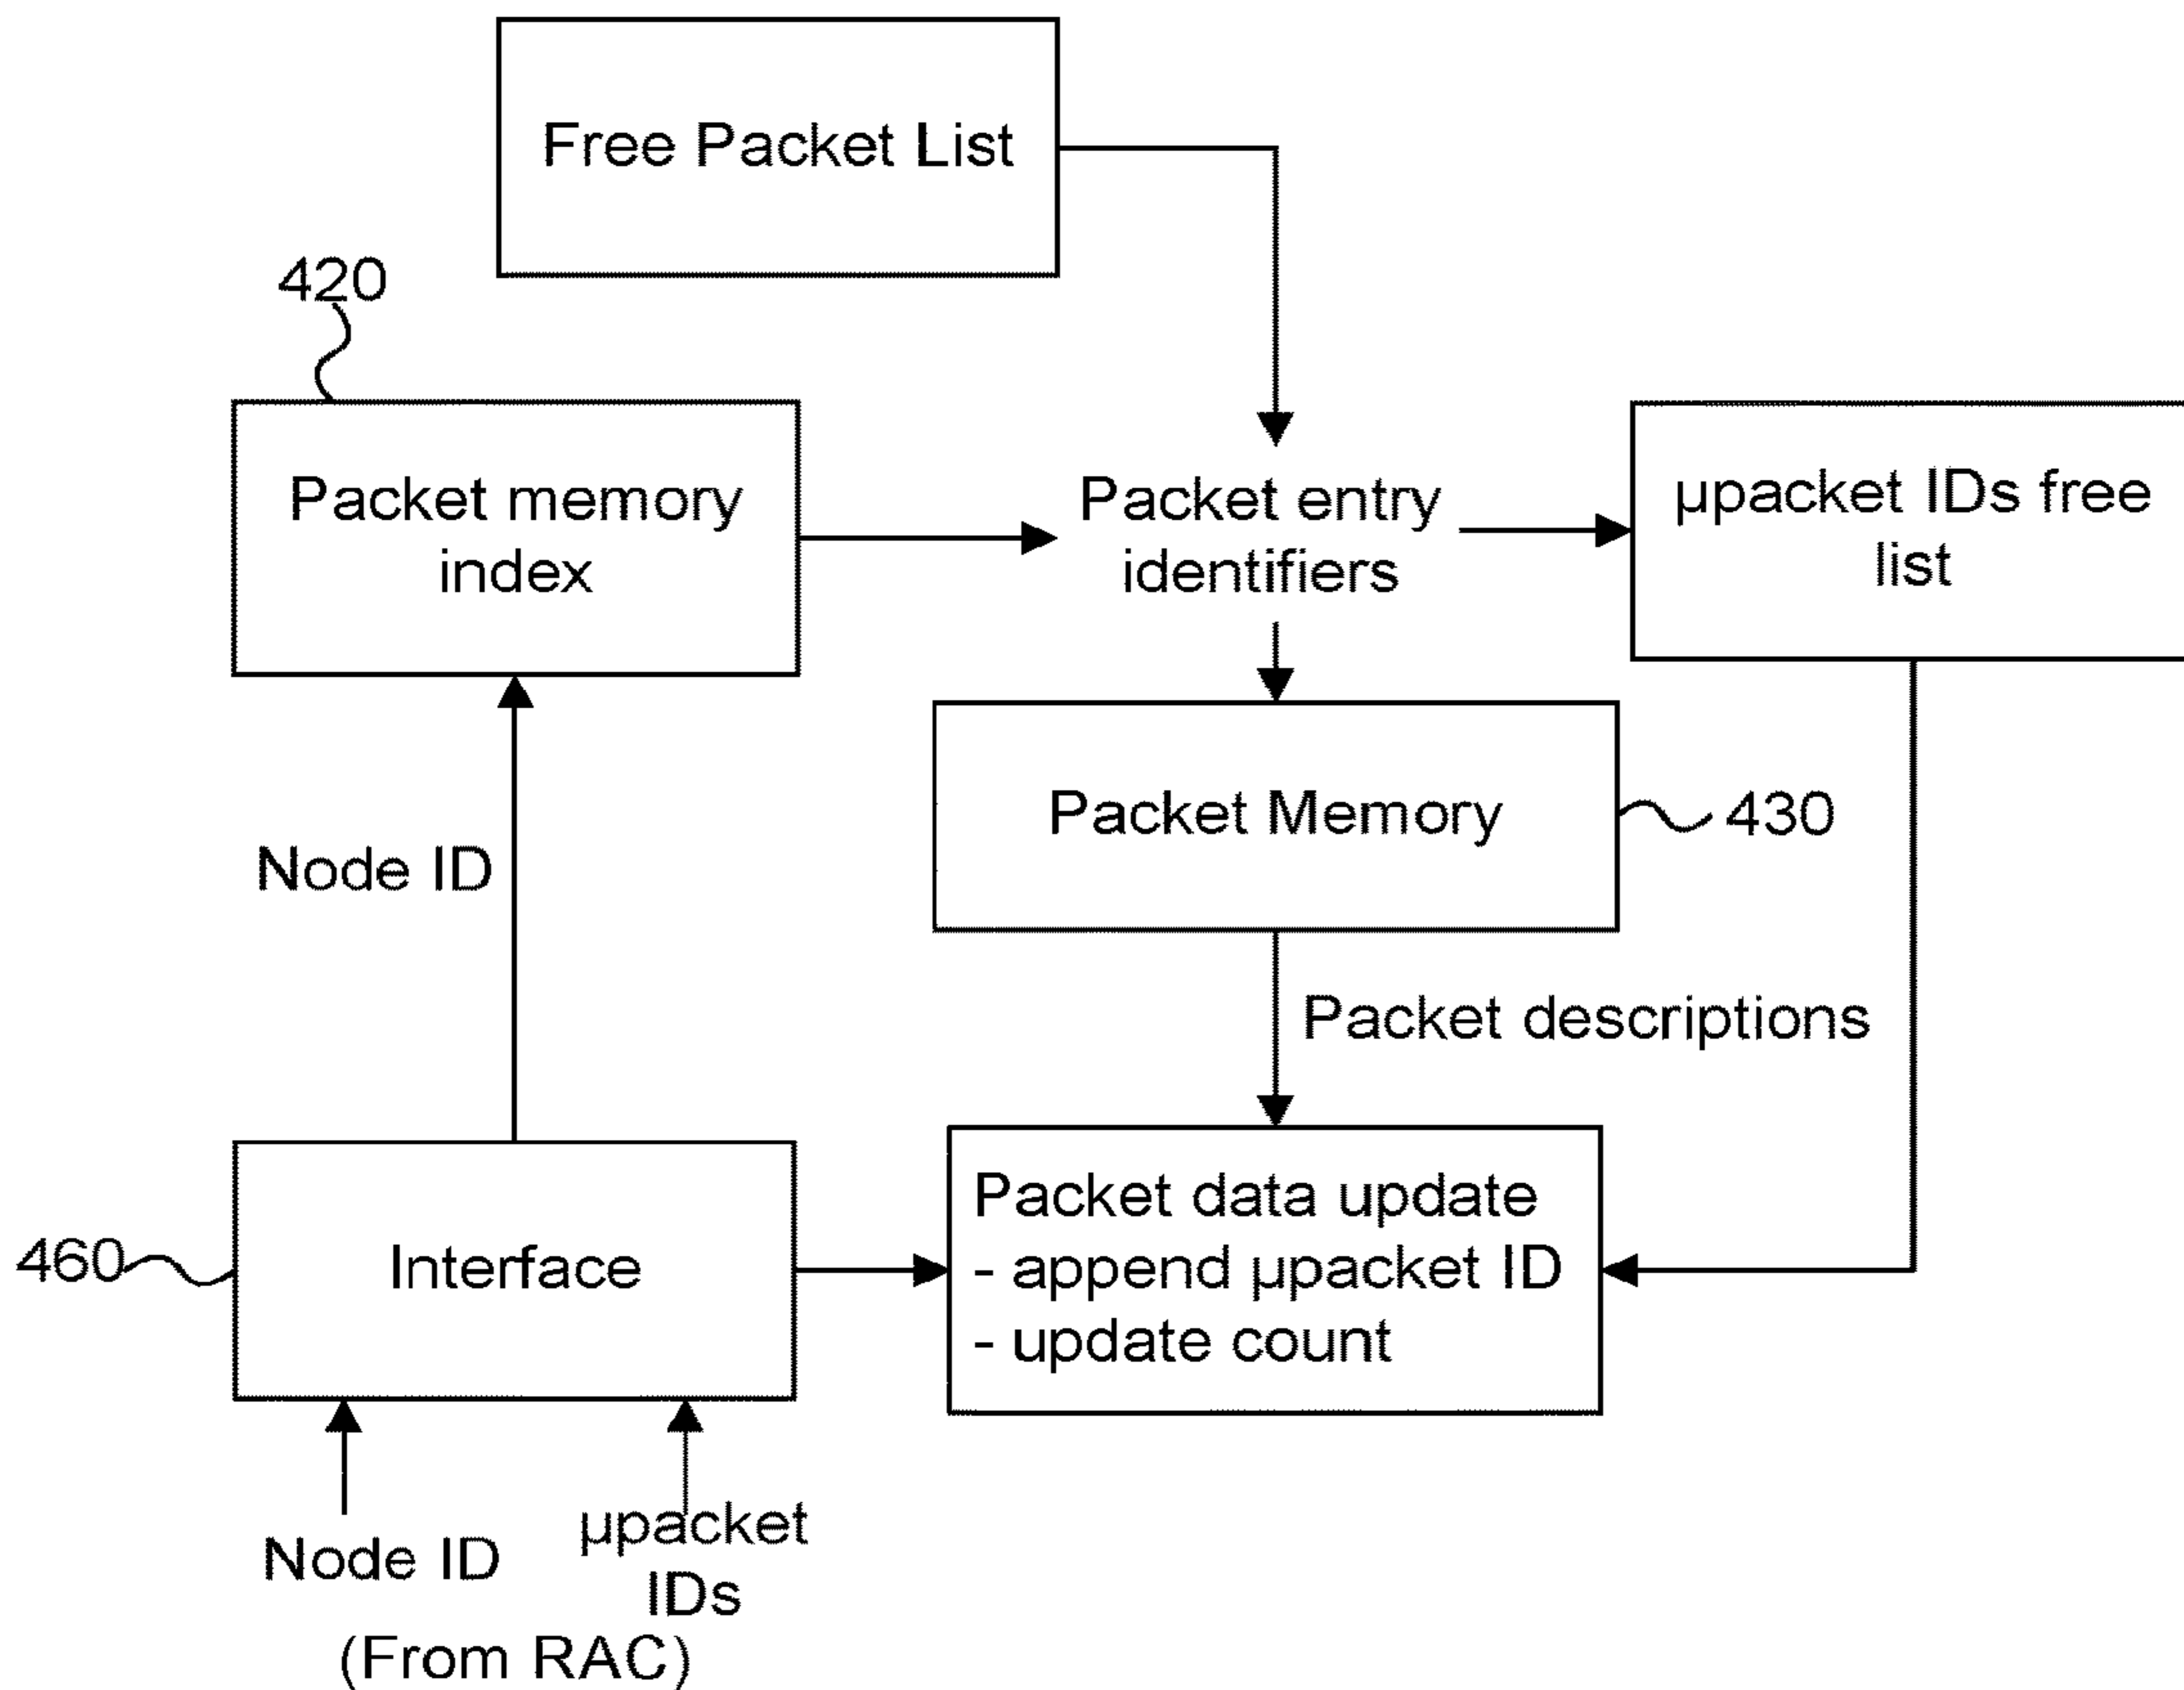 Free Packet List
420
Packet memory
index
Packet entry
identifiers
µpacket IDs free
list
Packet Memory
430
Node ID
Packet descriptions
460
Interface
Packet data update
- append µpacket ID
- update count
Node ID
µpacket
IDs
(From RAC)